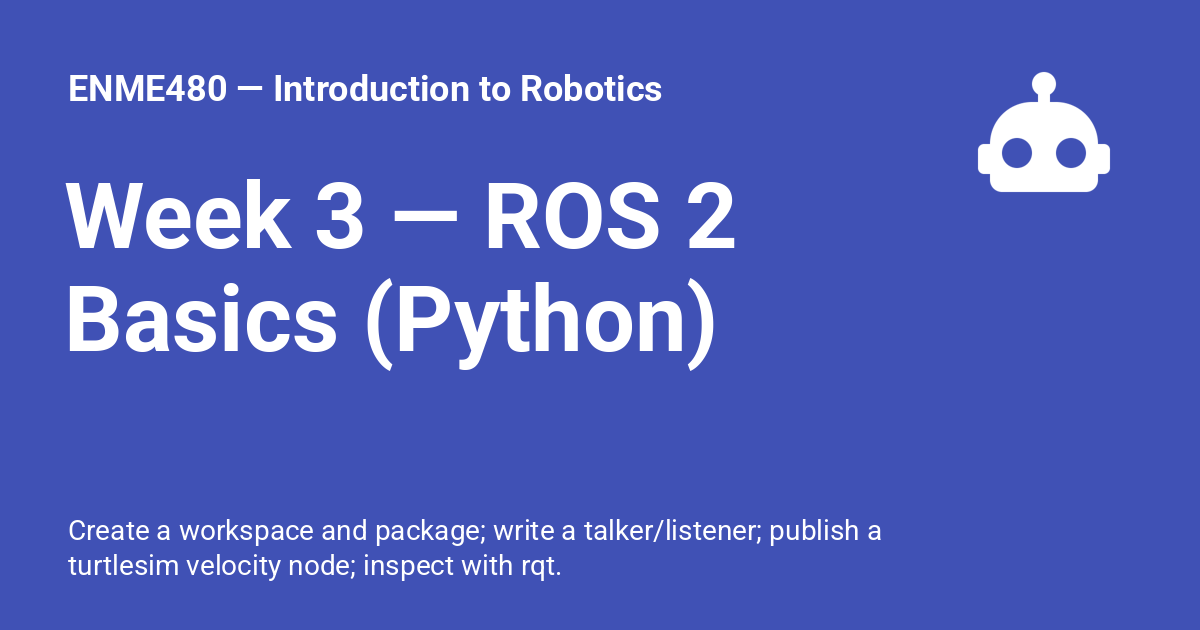 ENME480 — Introduction to Robotics
Week 3 — ROS 2
Basics (Python)
Create a workspace and package; write a talker/listener; publish a
turtlesim velocity node; inspect with rqt.